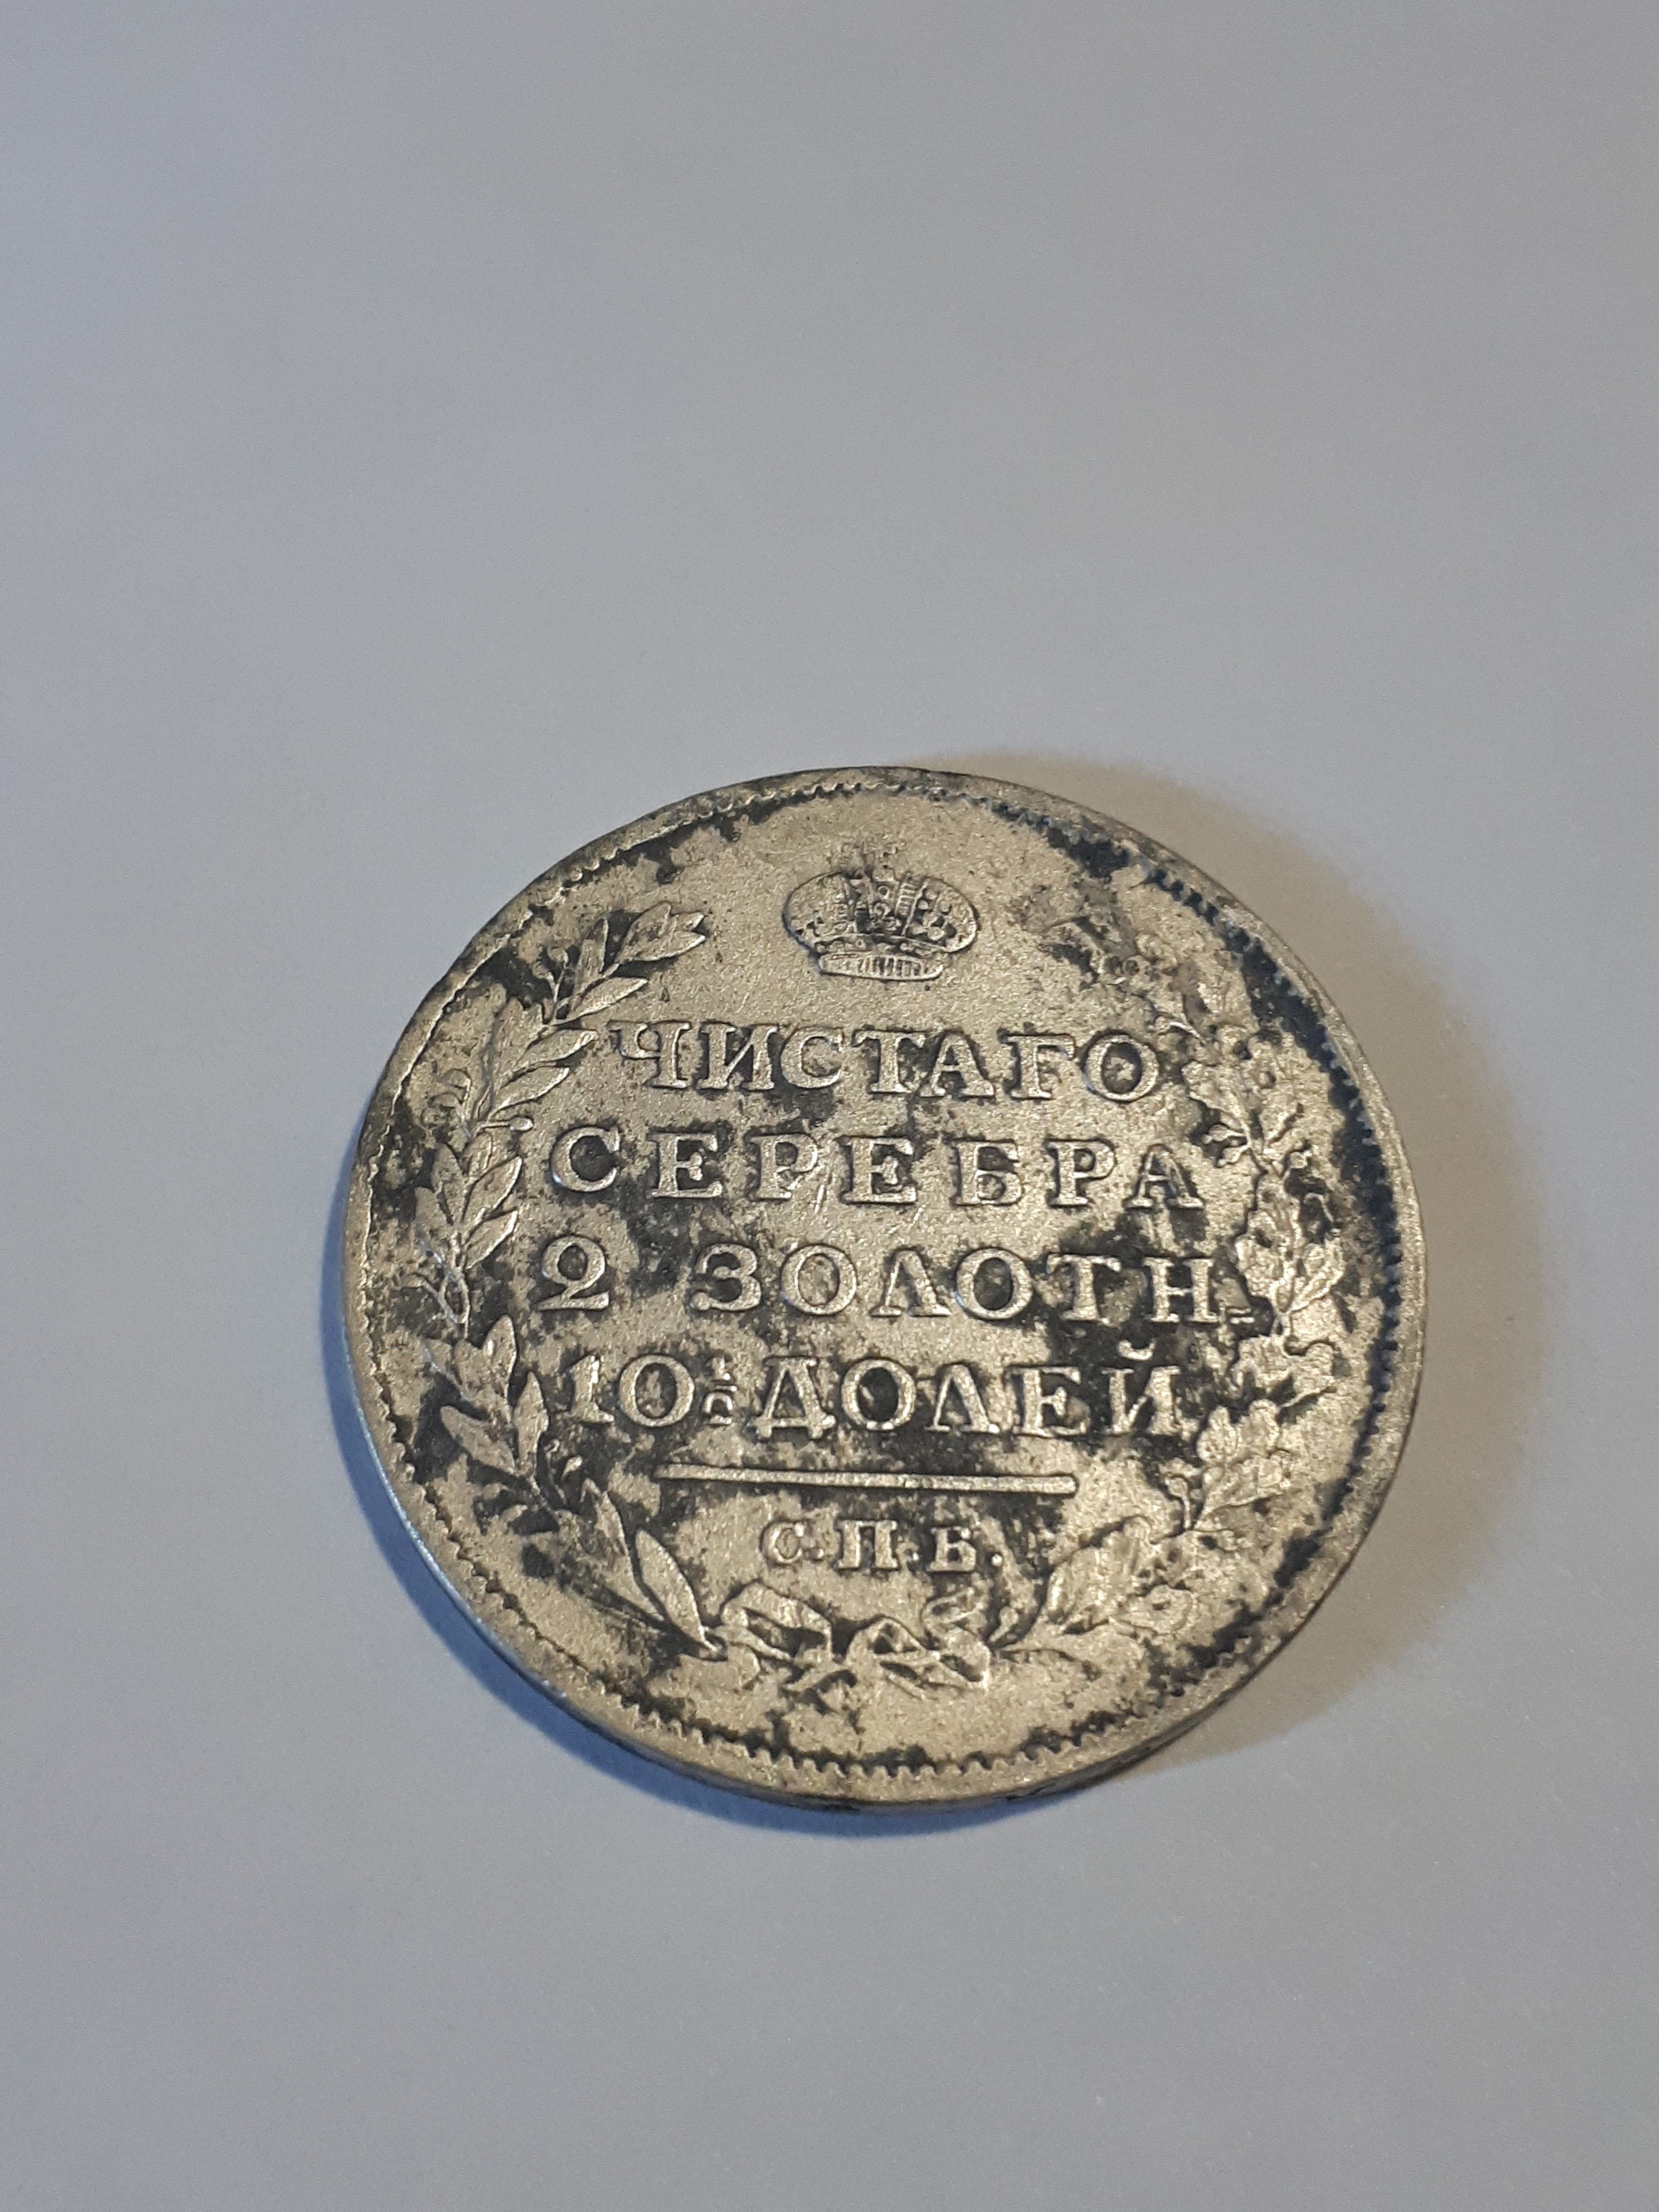 ЧИСТАГО
СЕРЕБРА
2 ЗОЛОТН.
10½ ДОЛЕЙ
С.П.Б.